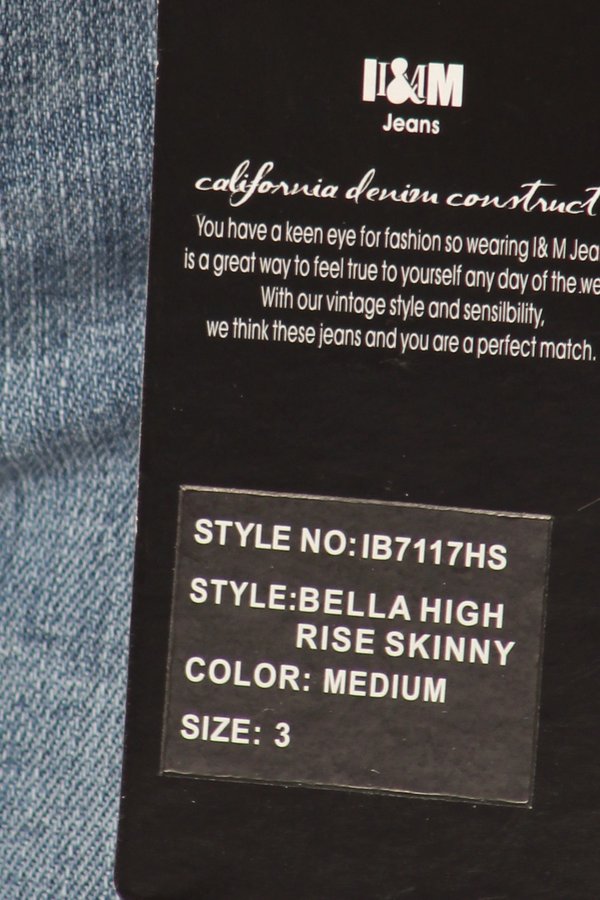 I&M
Jeans
california denim construct
You have a keen eye for fashion so wearing I& M Jea
is a great way to feel true to yourself any day of the we
With our vintage style and sensilbility,
we think these jeans and you are a perfect match.
STYLE NO: IB7117HS
STYLE:BELLA HIGH
RISE SKINNY
COLOR: MEDIUM
SIZE: 3